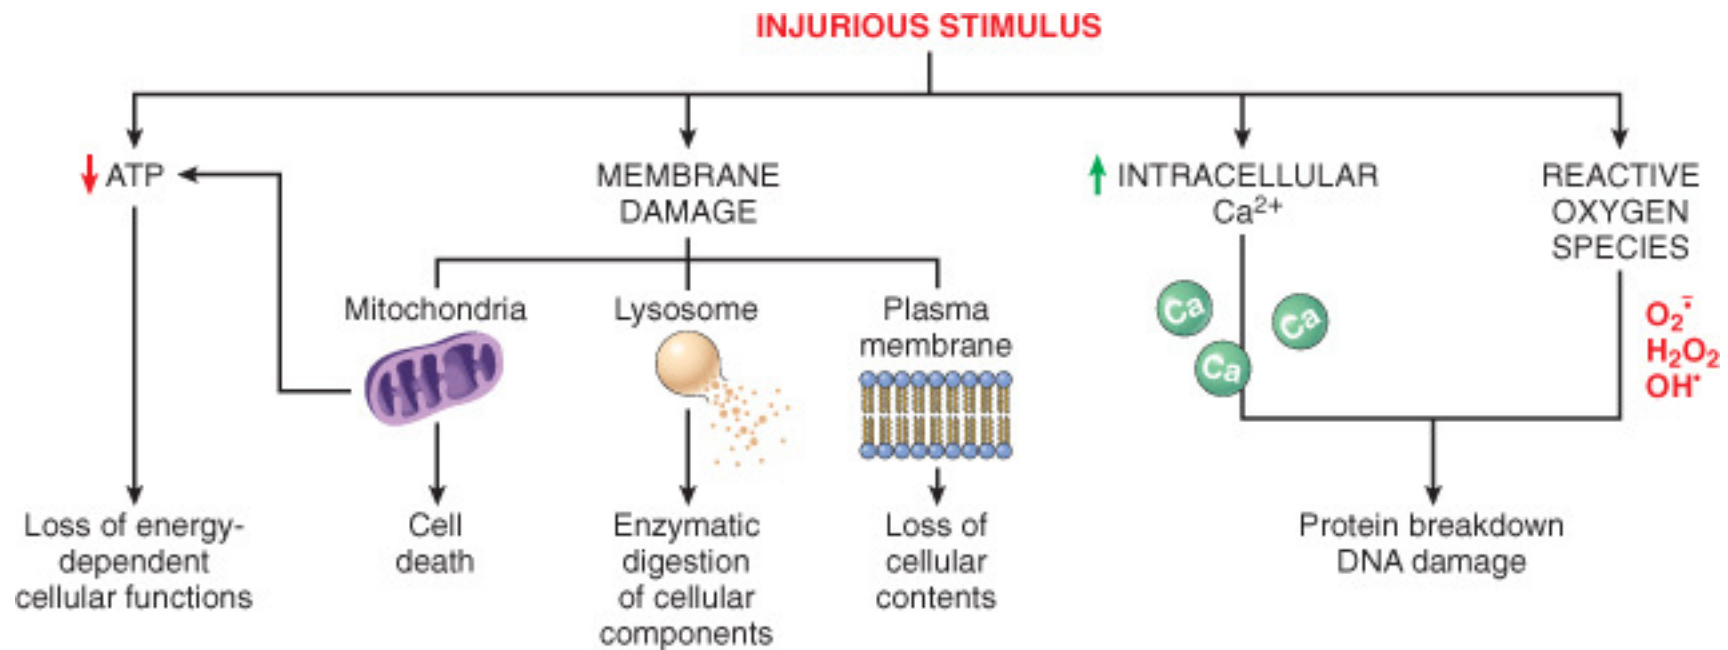 INJURIOUS STIMULUS
ATP
MEMBRANE
DAMAGE
INTRACELLULAR
Ca²⁺
REACTIVE
OXYGEN
SPECIES
Mitochondria
Lysosome
Plasma
membrane
Ca
Ca
Ca
O₂⁻•
H₂O₂
OH•
Loss of energy-
dependent
cellular functions
Cell
death
Enzymatic
digestion
of cellular
components
Loss of
cellular
contents
Protein breakdown
DNA damage